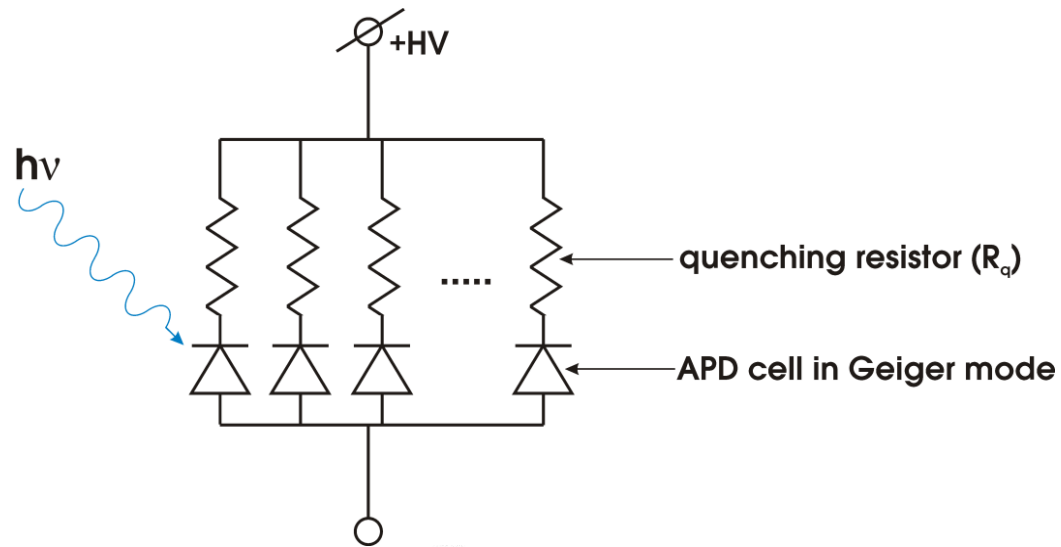 +HV
hν
.....
quenching resistor (Rq)
APD cell in Geiger mode